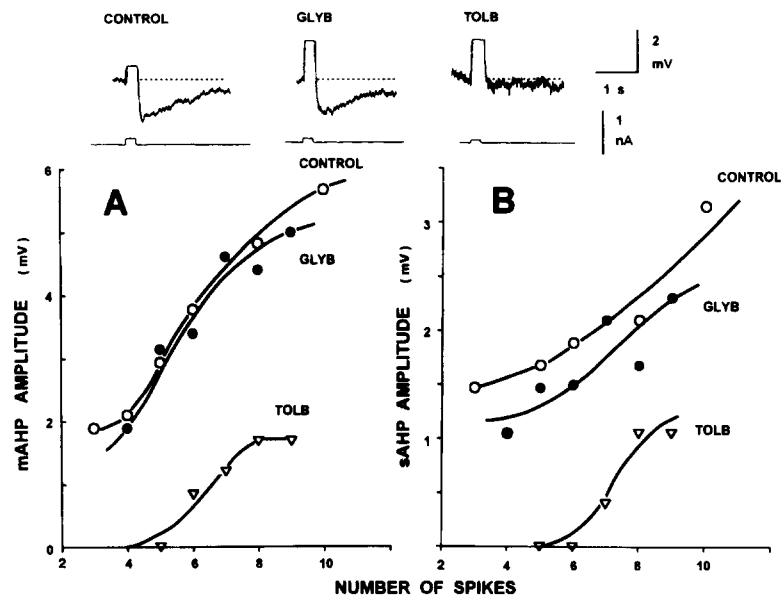 CONTROL GLYB TOLB
2
mV
1 s
1
nA
6
4
2
0
2 4 6 8 10
A
CONTROL
GLYB
TOLB
mAHP AMPLITUDE (mV)
3
2
1
2 4 6 8 10
B
CONTROL
GLYB
TOLB
sAHP AMPLITUDE (mV)
NUMBER OF SPIKES